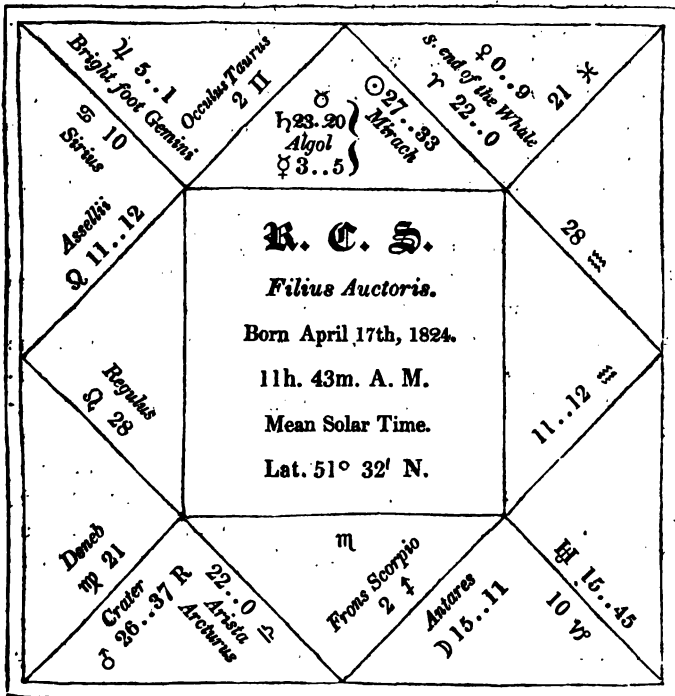 ♃ 5..1
Bright foot Gemini
Occulus Taurus
2 ♊
♉
♄ 23..20
Algol
☿ 3..5
☉ 27..33
Mirach
♀ 0..9
s. end of the Whale
♈ 22..0
21 ♓
♋ 10
Sirius
Assellii
♌ 11..12
28 ♒
R. C. S.
Filius Auctoris.
Born April 17th, 1824.
11h. 43m. A. M.
Mean Solar Time.
Lat. 51° 32′ N.
Regulus
♌ 28
11..12 ♒
Deneb
♍ 21
Crater
♂ 26..37 R
22..0 ♎
Arista
Arcturus
♏
Frons Scorpio
2 ♐
Antares
☽ 15..11
♅ 15..45
10 ♑